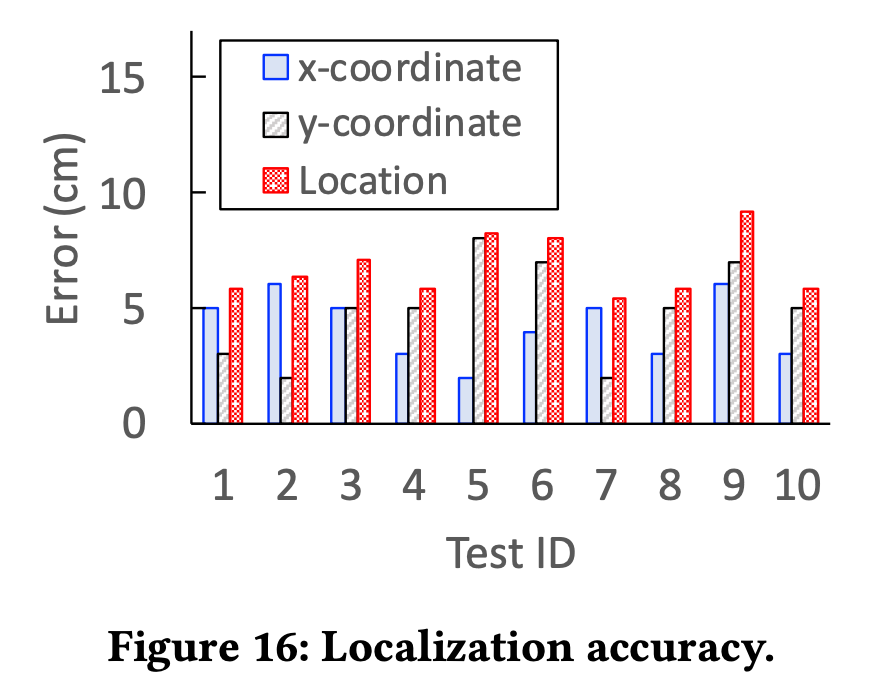 15
10
5
0
Error (cm)
x-coordinate
y-coordinate
Location
1 2 3 4 5 6 7 8 9 10
Test ID
Figure 16: Localization accuracy.